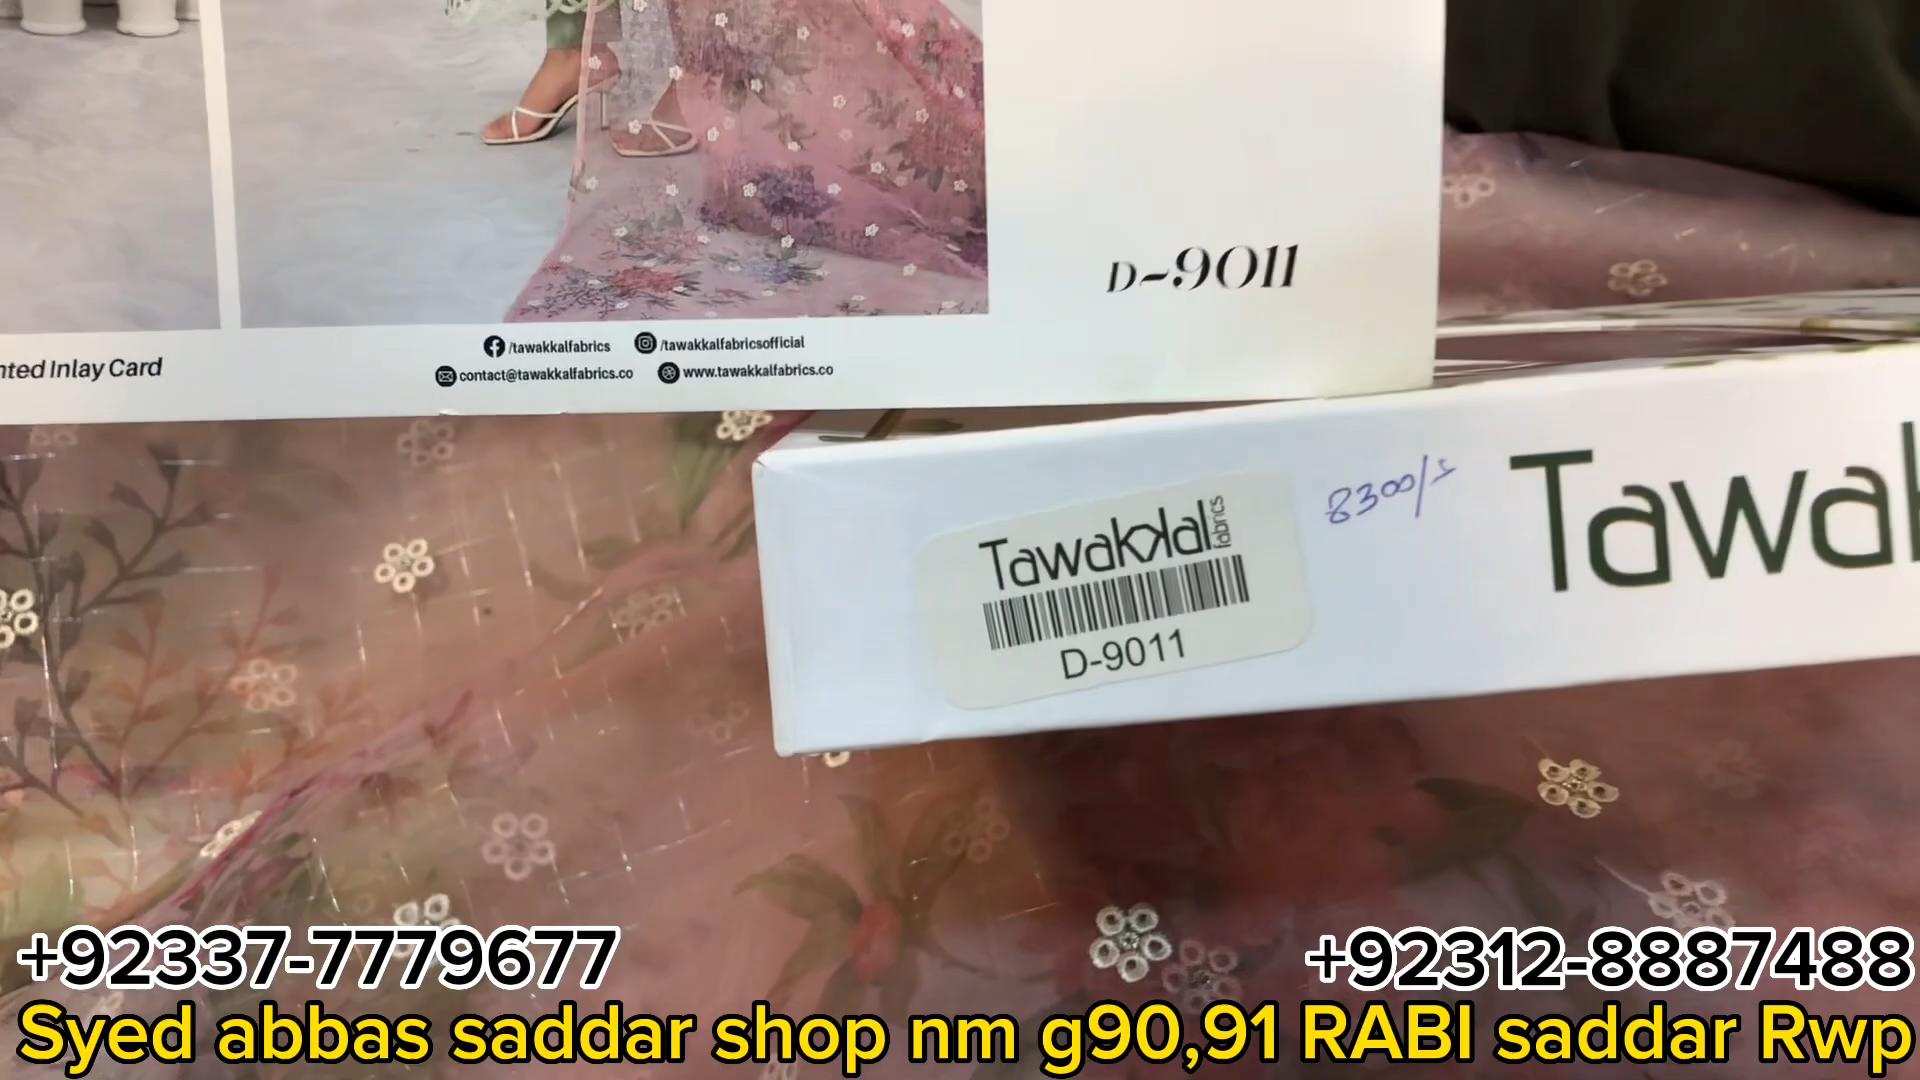 D-9011
/tawakkalfabrics /tawakkalfabricsofficial
nted Inlay Card
contact@tawakkalfabrics.co www.tawakkalfabrics.co
8300/-
Tawak
Tawakkal fabrics
D-9011
+92337-7779677 +92312-8887488
Syed abbas saddar shop nm g90,91 RABI saddar Rwp